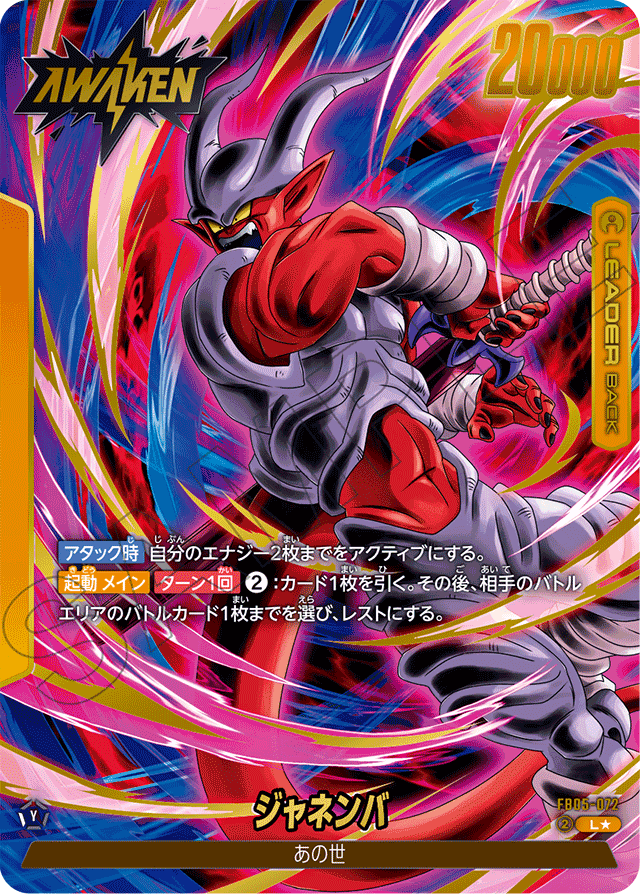 AWAKEN
20000
LEADER BACK
アタック時 自分のエナジー2枚までをアクティブにする。
起動メイン ターン1回 ②:カード1枚を引く。その後、相手のバトル
エリアのバトルカード1枚までを選び、レストにする。
ジャネンバ
FB05-072
Y
② L★
あの世